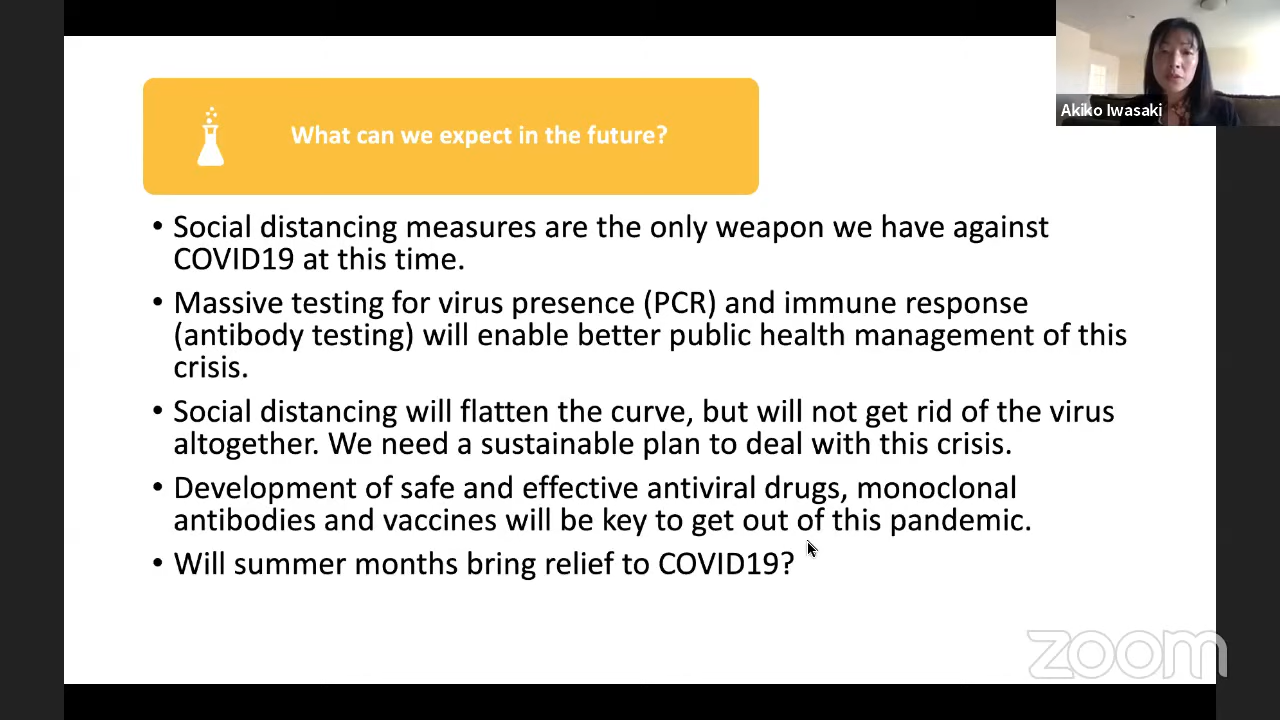 Akiko Iwasaki
What can we expect in the future?
• Social distancing measures are the only weapon we have against
COVID19 at this time.
• Massive testing for virus presence (PCR) and immune response
(antibody testing) will enable better public health management of this
crisis.
• Social distancing will flatten the curve, but will not get rid of the virus
altogether. We need a sustainable plan to deal with this crisis.
• Development of safe and effective antiviral drugs, monoclonal
antibodies and vaccines will be key to get out of this pandemic.
• Will summer months bring relief to COVID19?
zoom